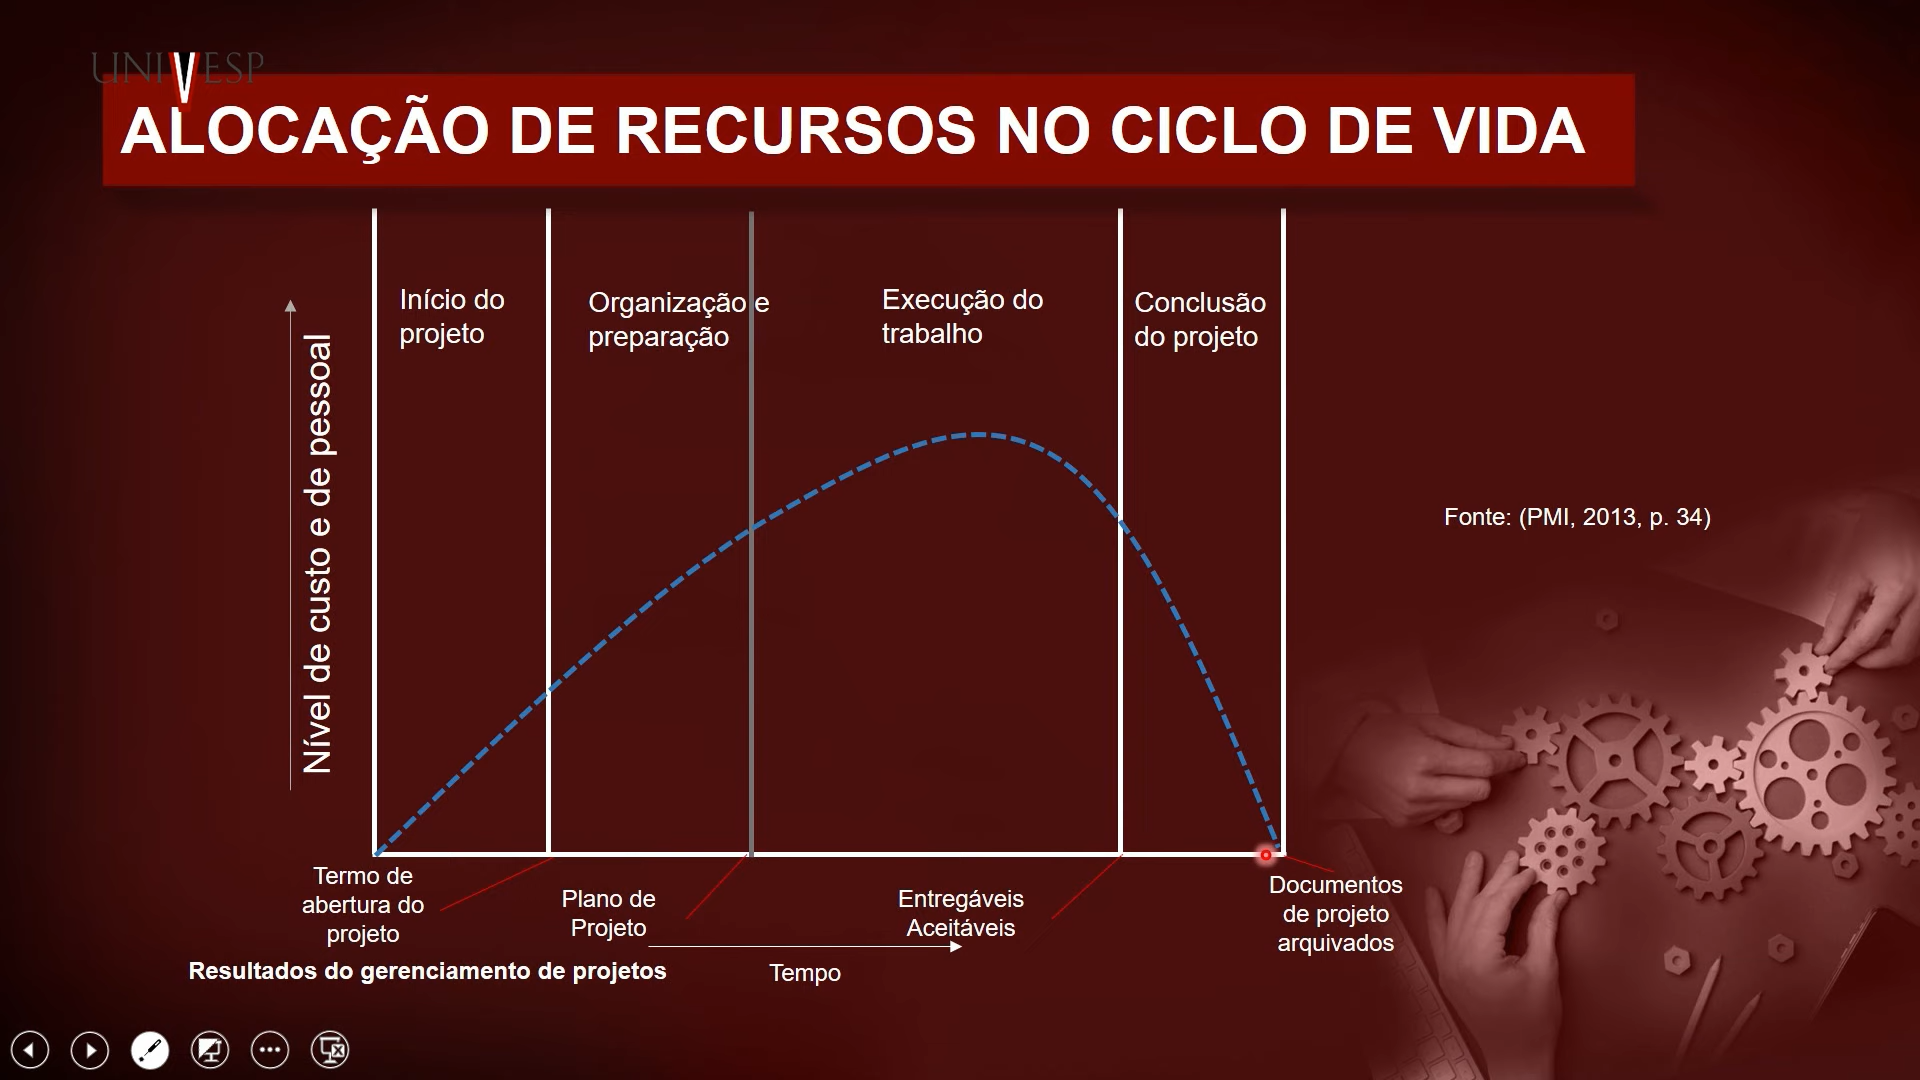 UNIVESP
ALOCAÇÃO DE RECURSOS NO CICLO DE VIDA
Início do
projeto
Organização e
preparação
Execução do
trabalho
Conclusão
do projeto
Nível de custo e de pessoal
Fonte: (PMI, 2013, p. 34)
Termo de
abertura do
projeto
Plano de
Projeto
Entregáveis
Aceitáveis
Documentos
de projeto
arquivados
Resultados do gerenciamento de projetos
Tempo